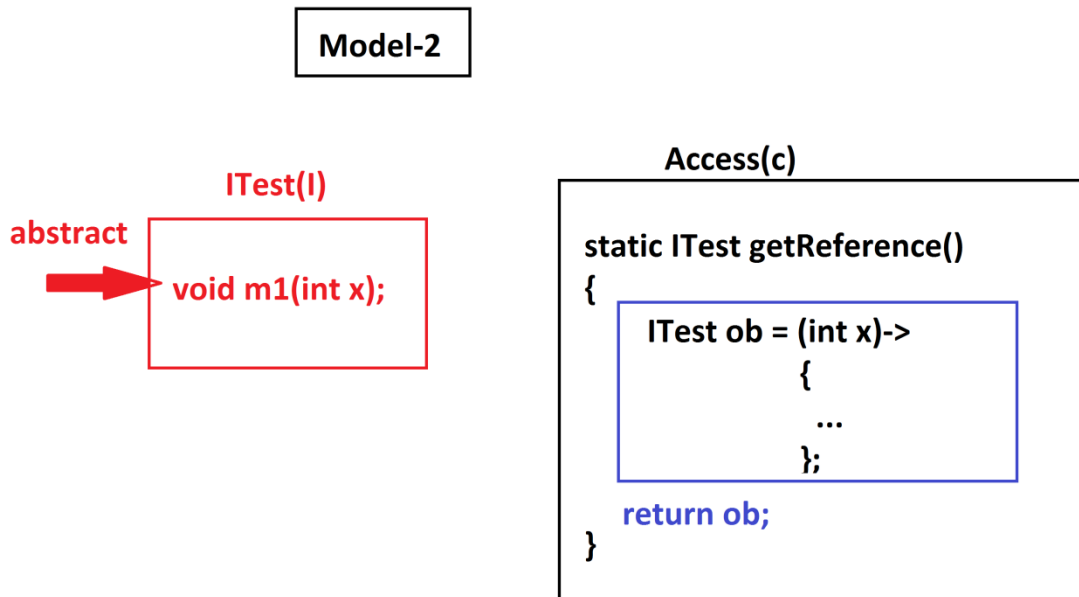 Model-2
ITest(I)
abstract
void m1(int x);
Access(c)
static ITest getReference()
{
ITest ob = (int x)->
{
...
};
return ob;
}